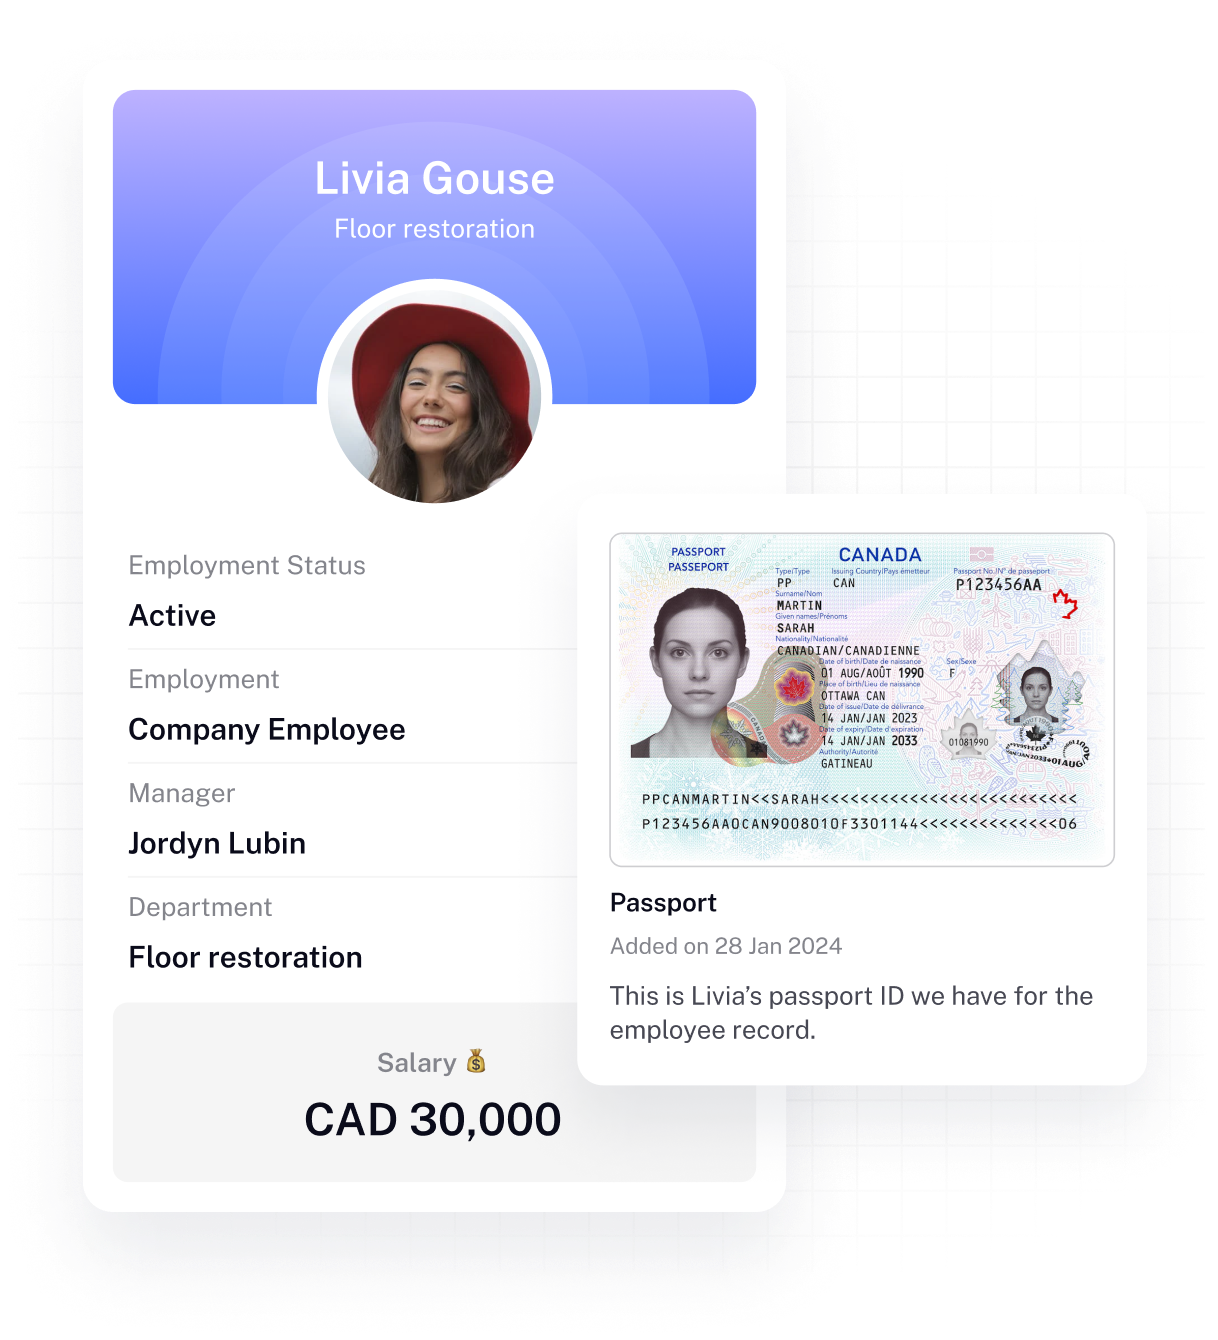 Livia Gouse
Floor restoration
Employment Status
Active
Employment
Company Employee
Manager
Jordyn Lubin
Department
Floor restoration
Salary 💰
CAD 30,000
PASSPORT
PASSEPORT
CANADA
Type/Type Issuing Country/Pays émetteur Passport No./N° de passeport
PP CAN P123456AA
Surname/Nom
MARTIN
Given names/Prénoms
SARAH
Nationality/Nationalité
CANADIAN/CANADIENNE
Date of birth/Date de naissance Sex/Sexe
01 AUG/AOÛT 1990 F
Place of birth/Lieu de naissance
OTTAWA CAN
Date of issue/Date de délivrance
14 JAN/JAN 2023
Date of expiry/Date d'expiration
14 JAN/JAN 2033
Authority/Autorité
GATINEAU
01081990
PPCANMARTIN<<SARAH<<<<<<<<<<<<<<<<<<<<<<<<<<
P123456AA0CAN9008010F3301144<<<<<<<<<<<<<<06
Passport
Added on 28 Jan 2024
This is Livia’s passport ID we have for the
employee record.